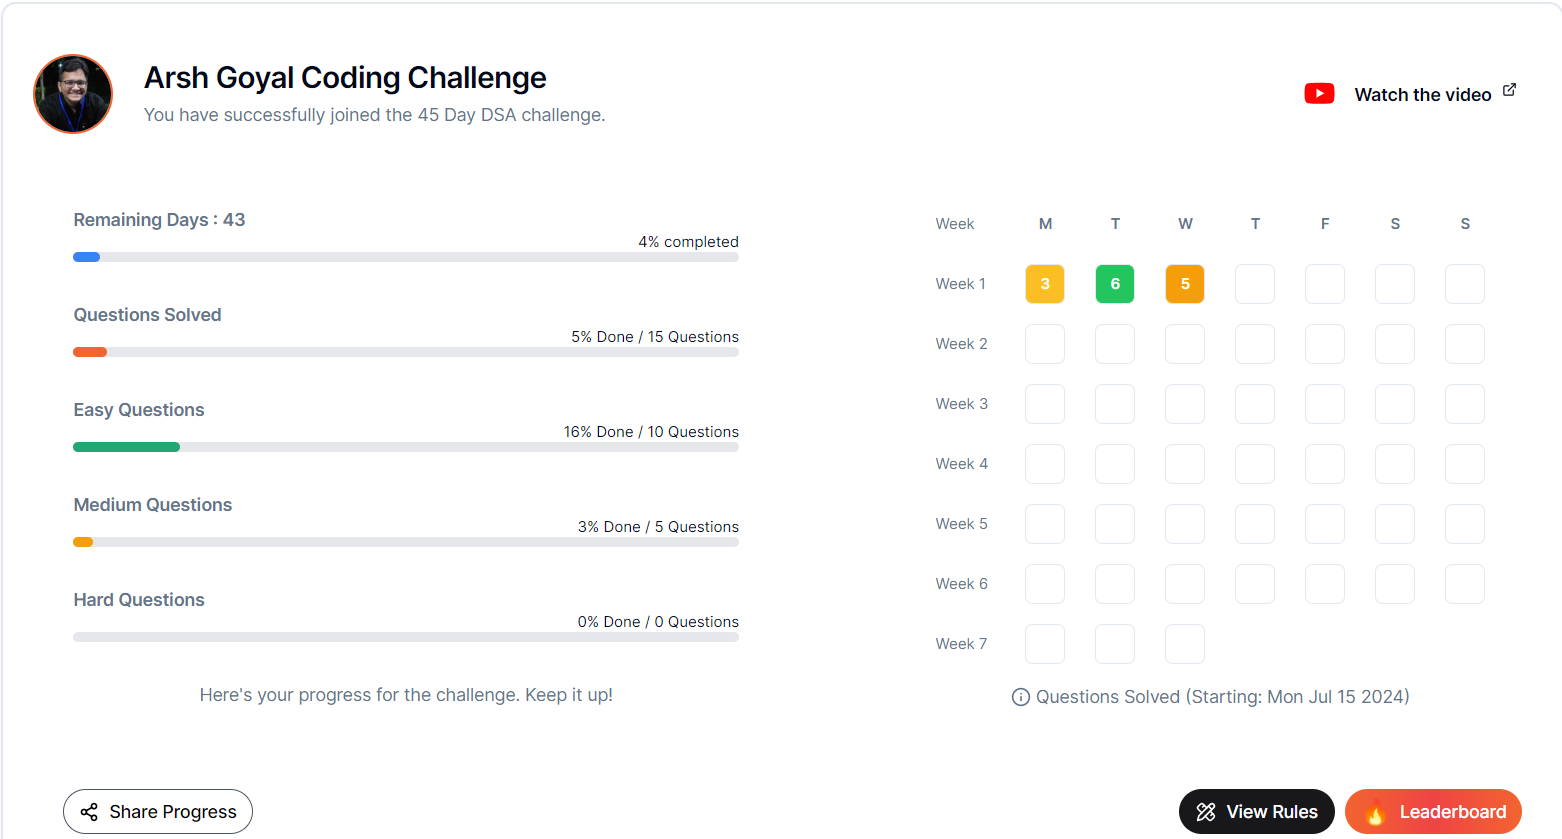 Arsh Goyal Coding Challenge
You have successfully joined the 45 Day DSA challenge.
Watch the video
Remaining Days : 43
4% completed
Questions Solved
5% Done / 15 Questions
Easy Questions
16% Done / 10 Questions
Medium Questions
3% Done / 5 Questions
Hard Questions
0% Done / 0 Questions
Here's your progress for the challenge. Keep it up!
Week M T W T F S S
Week 1 3 6 5
Week 2
Week 3
Week 4
Week 5
Week 6
Week 7
Questions Solved (Starting: Mon Jul 15 2024)
Share Progress
View Rules
Leaderboard